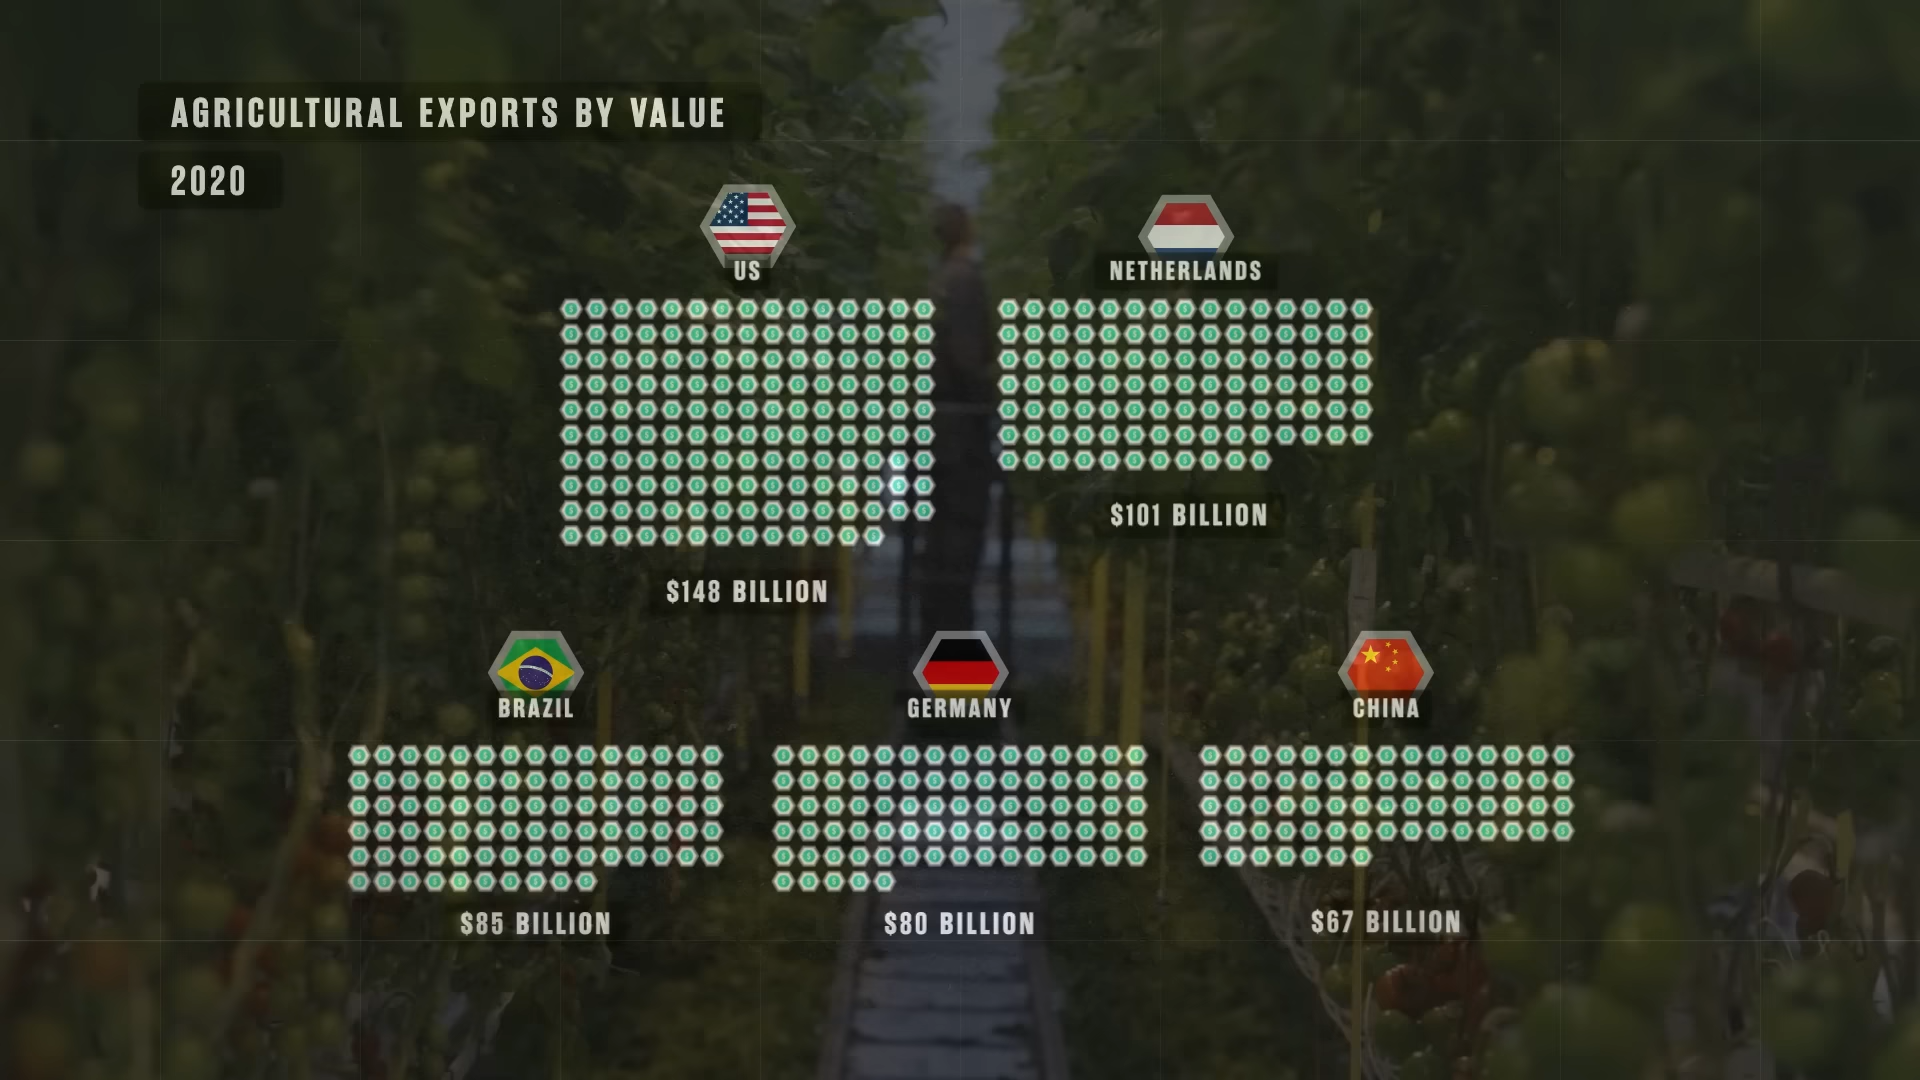 AGRICULTURAL EXPORTS BY VALUE
2020
US
NETHERLANDS
$101 BILLION
$148 BILLION
BRAZIL
GERMANY
CHINA
$85 BILLION
$80 BILLION
$67 BILLION